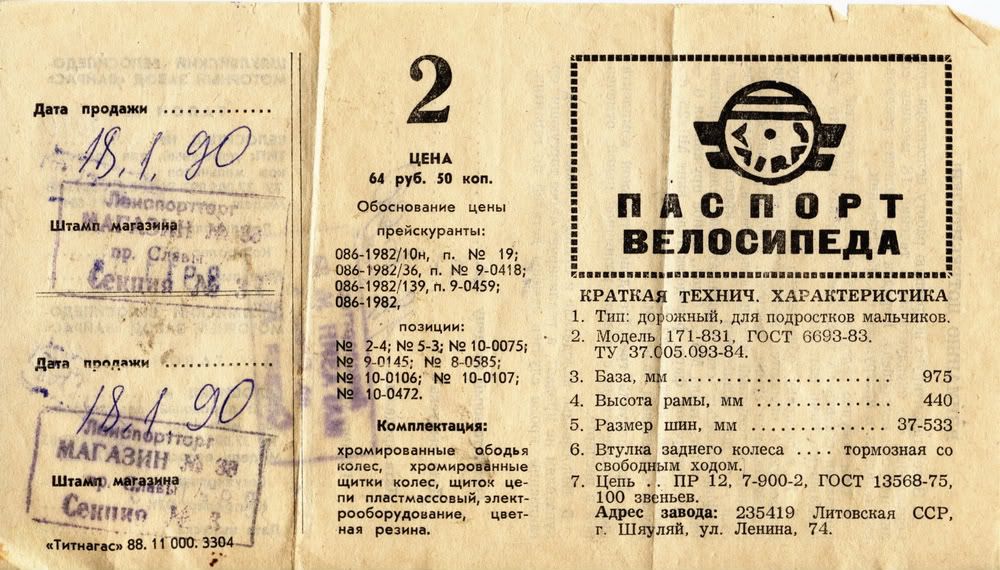 Дата продажи .............
18.1.90
Ленспортторг
МАГАЗИН № 33
Штамп магазина
пр. Славы
Секция № 3
Дата продажи .............
18.1.90
Ленспортторг
МАГАЗИН № 33
Штамп магазина
пр. Славы
Секция № 3
«Титнагас» 88. 11 000. 3304
2
ЦЕНА
64 руб. 50 коп.
Обоснование цены
прейскуранты:
086-1982/10н, п. № 19;
086-1982/36, п. № 9-0418;
086-1982/139, п. 9-0459;
086-1982,
позиции:
№ 2-4; № 5-3; № 10-0075;
№ 9-0145; № 8-0585;
№ 10-0106; № 10-0107;
№ 10-0472.
Комплектация:
хромированные ободья
колес, хромированные
щитки колес, щиток це-
пи пластмассовый, элект-
рооборудование, цвет-
ная резина.
ПАСПОРТ
ВЕЛОСИПЕДА
КРАТКАЯ ТЕХНИЧ. ХАРАКТЕРИСТИКА
1. Тип: дорожный, для подростков мальчиков.
2. Модель 171-831, ГОСТ 6693-83.
ТУ 37.005.093-84.
3. База, мм ..................... 975
4. Высота рамы, мм .............. 440
5. Размер шин, мм ............ 37-533
6. Втулка заднего колеса .... тормозная со
свободным ходом.
7. Цепь .. ПР 12, 7-900-2, ГОСТ 13568-75,
100 звеньев.
Адрес завода: 235419 Литовская ССР,
г. Шяуляй, ул. Ленина, 74.